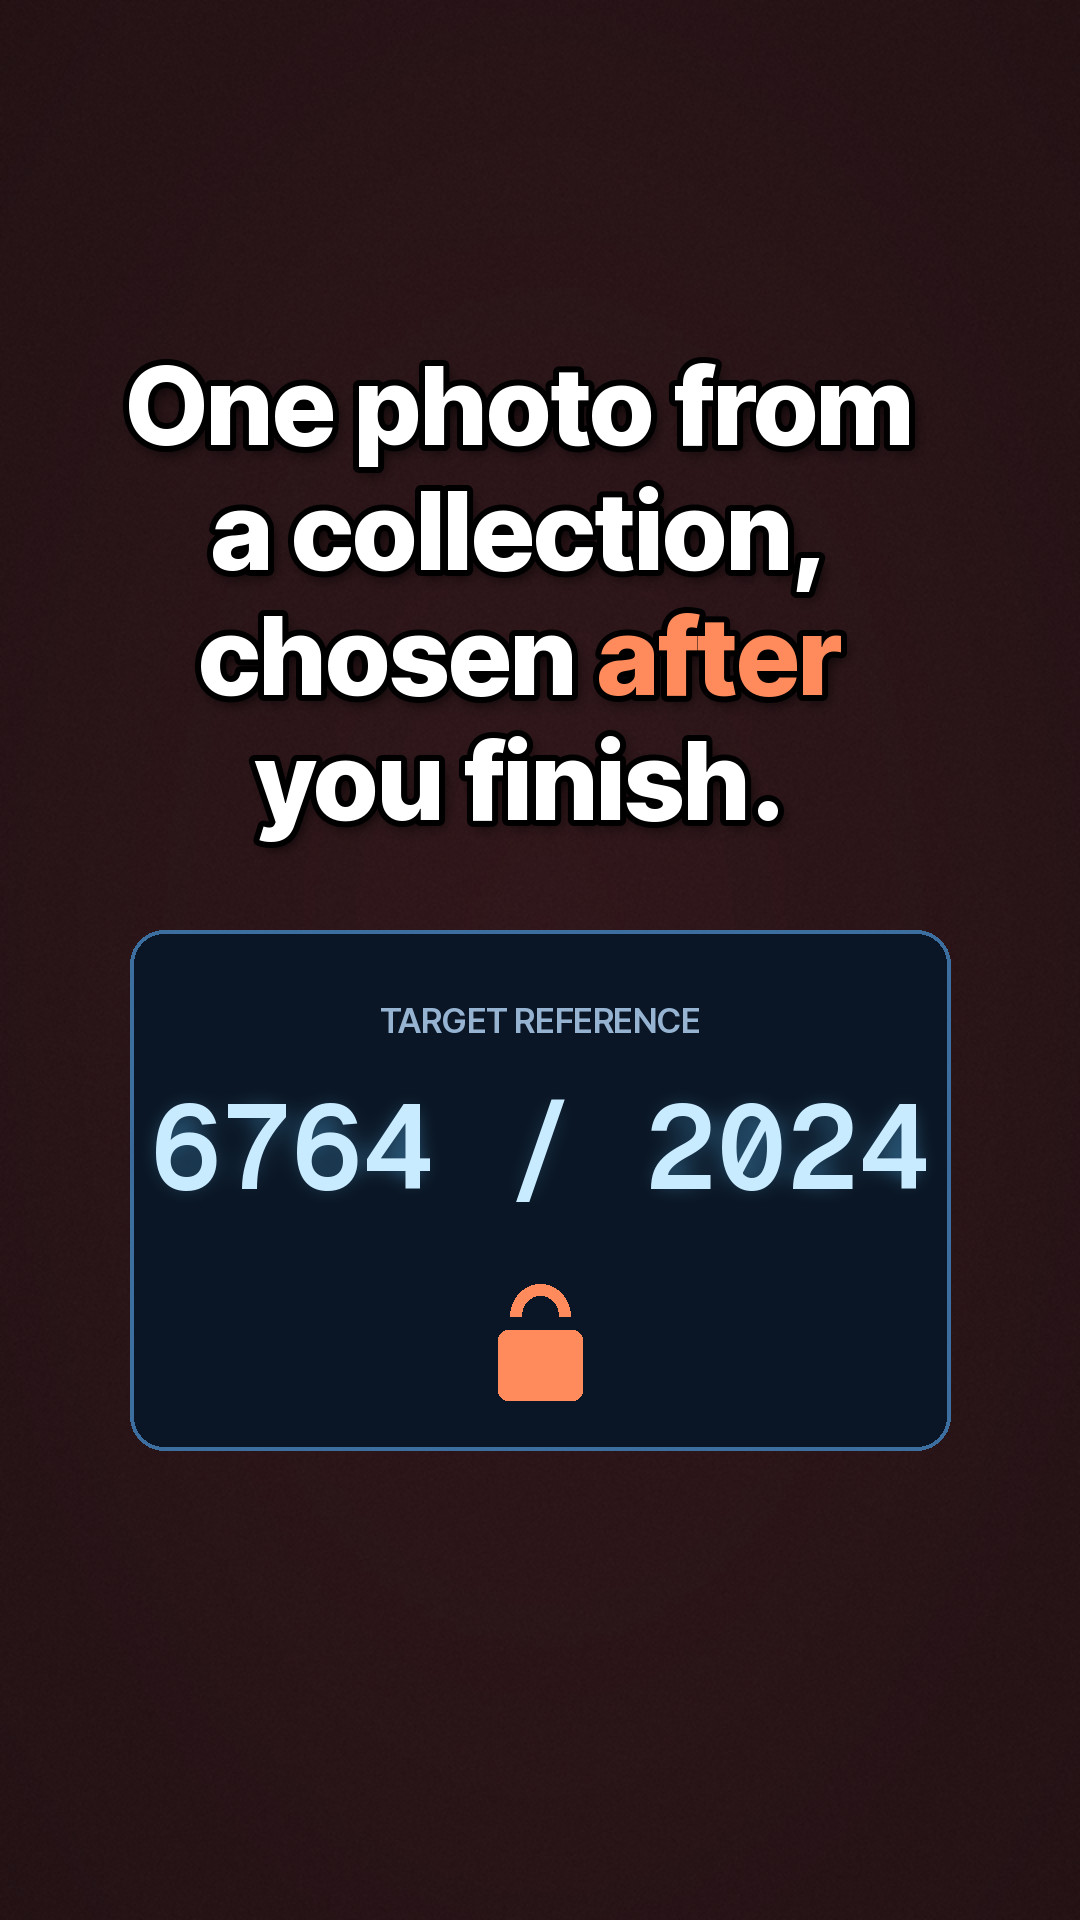 One photo from
a collection,
chosen after
you finish.
TARGET REFERENCE
6764 / 2024